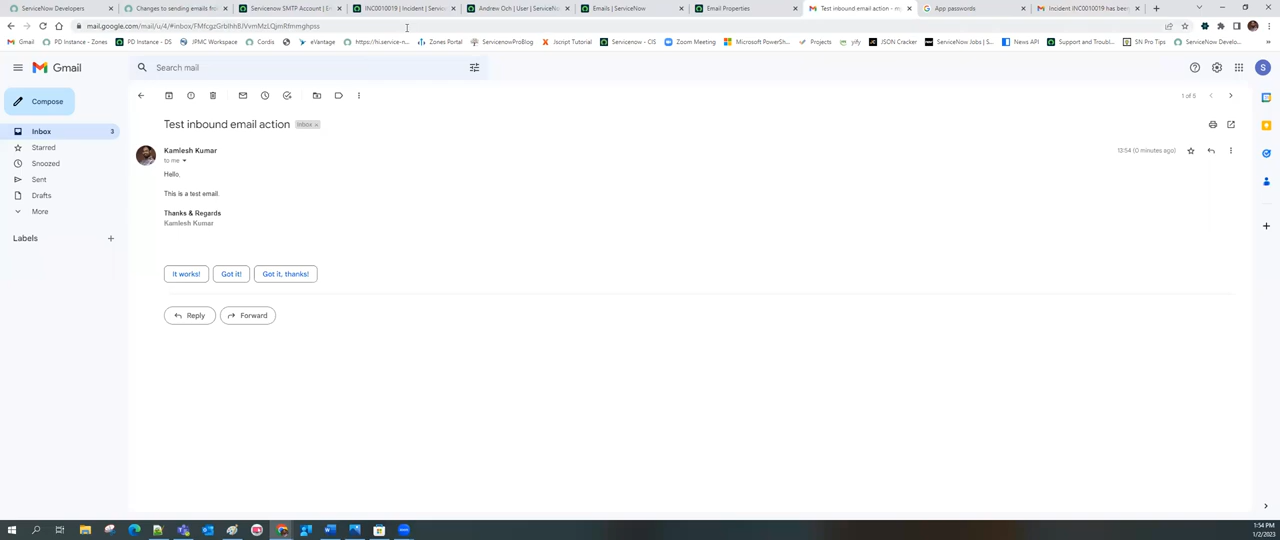 ServiceNow Developers
Changes to sending emails fro
Servicenow SMTP Account | E
INC0010019 | Incident | Servic
Andrew Och | User | ServiceN
Emails | ServiceNow
Email Properties
Test inbound email action - my
App passwords
Incident INC0010019 has been
mail.google.com/mail/u/4/#inbox/
Gmail
PD Instance - Zones
PD Instance - DS
JPMC Workspace
Cordis
eVantage
https://hi.service-n...
Zones Portal
ServicenowProBlog
Jscript Tutorial
Servicenow - CIS
Zoom Meeting
Microsoft PowerSh...
Projects
yify
JSON Cracker
ServiceNow Jobs | S...
News API
Support and Troubl...
SN Pro Tips
ServiceNow Develo...
Gmail
Search mail
S
Compose
1 of 5
Inbox 3
Starred
Snoozed
Sent
Drafts
More
Labels
Test inbound email action Inbox ×
Kamlesh Kumar
13:54 (0 minutes ago)
to me
Hello,
This is a test email.
Thanks & Regards
Kamlesh Kumar
It works!
Got it!
Got it, thanks!
Reply
Forward
1:54 PM
1/2/2023